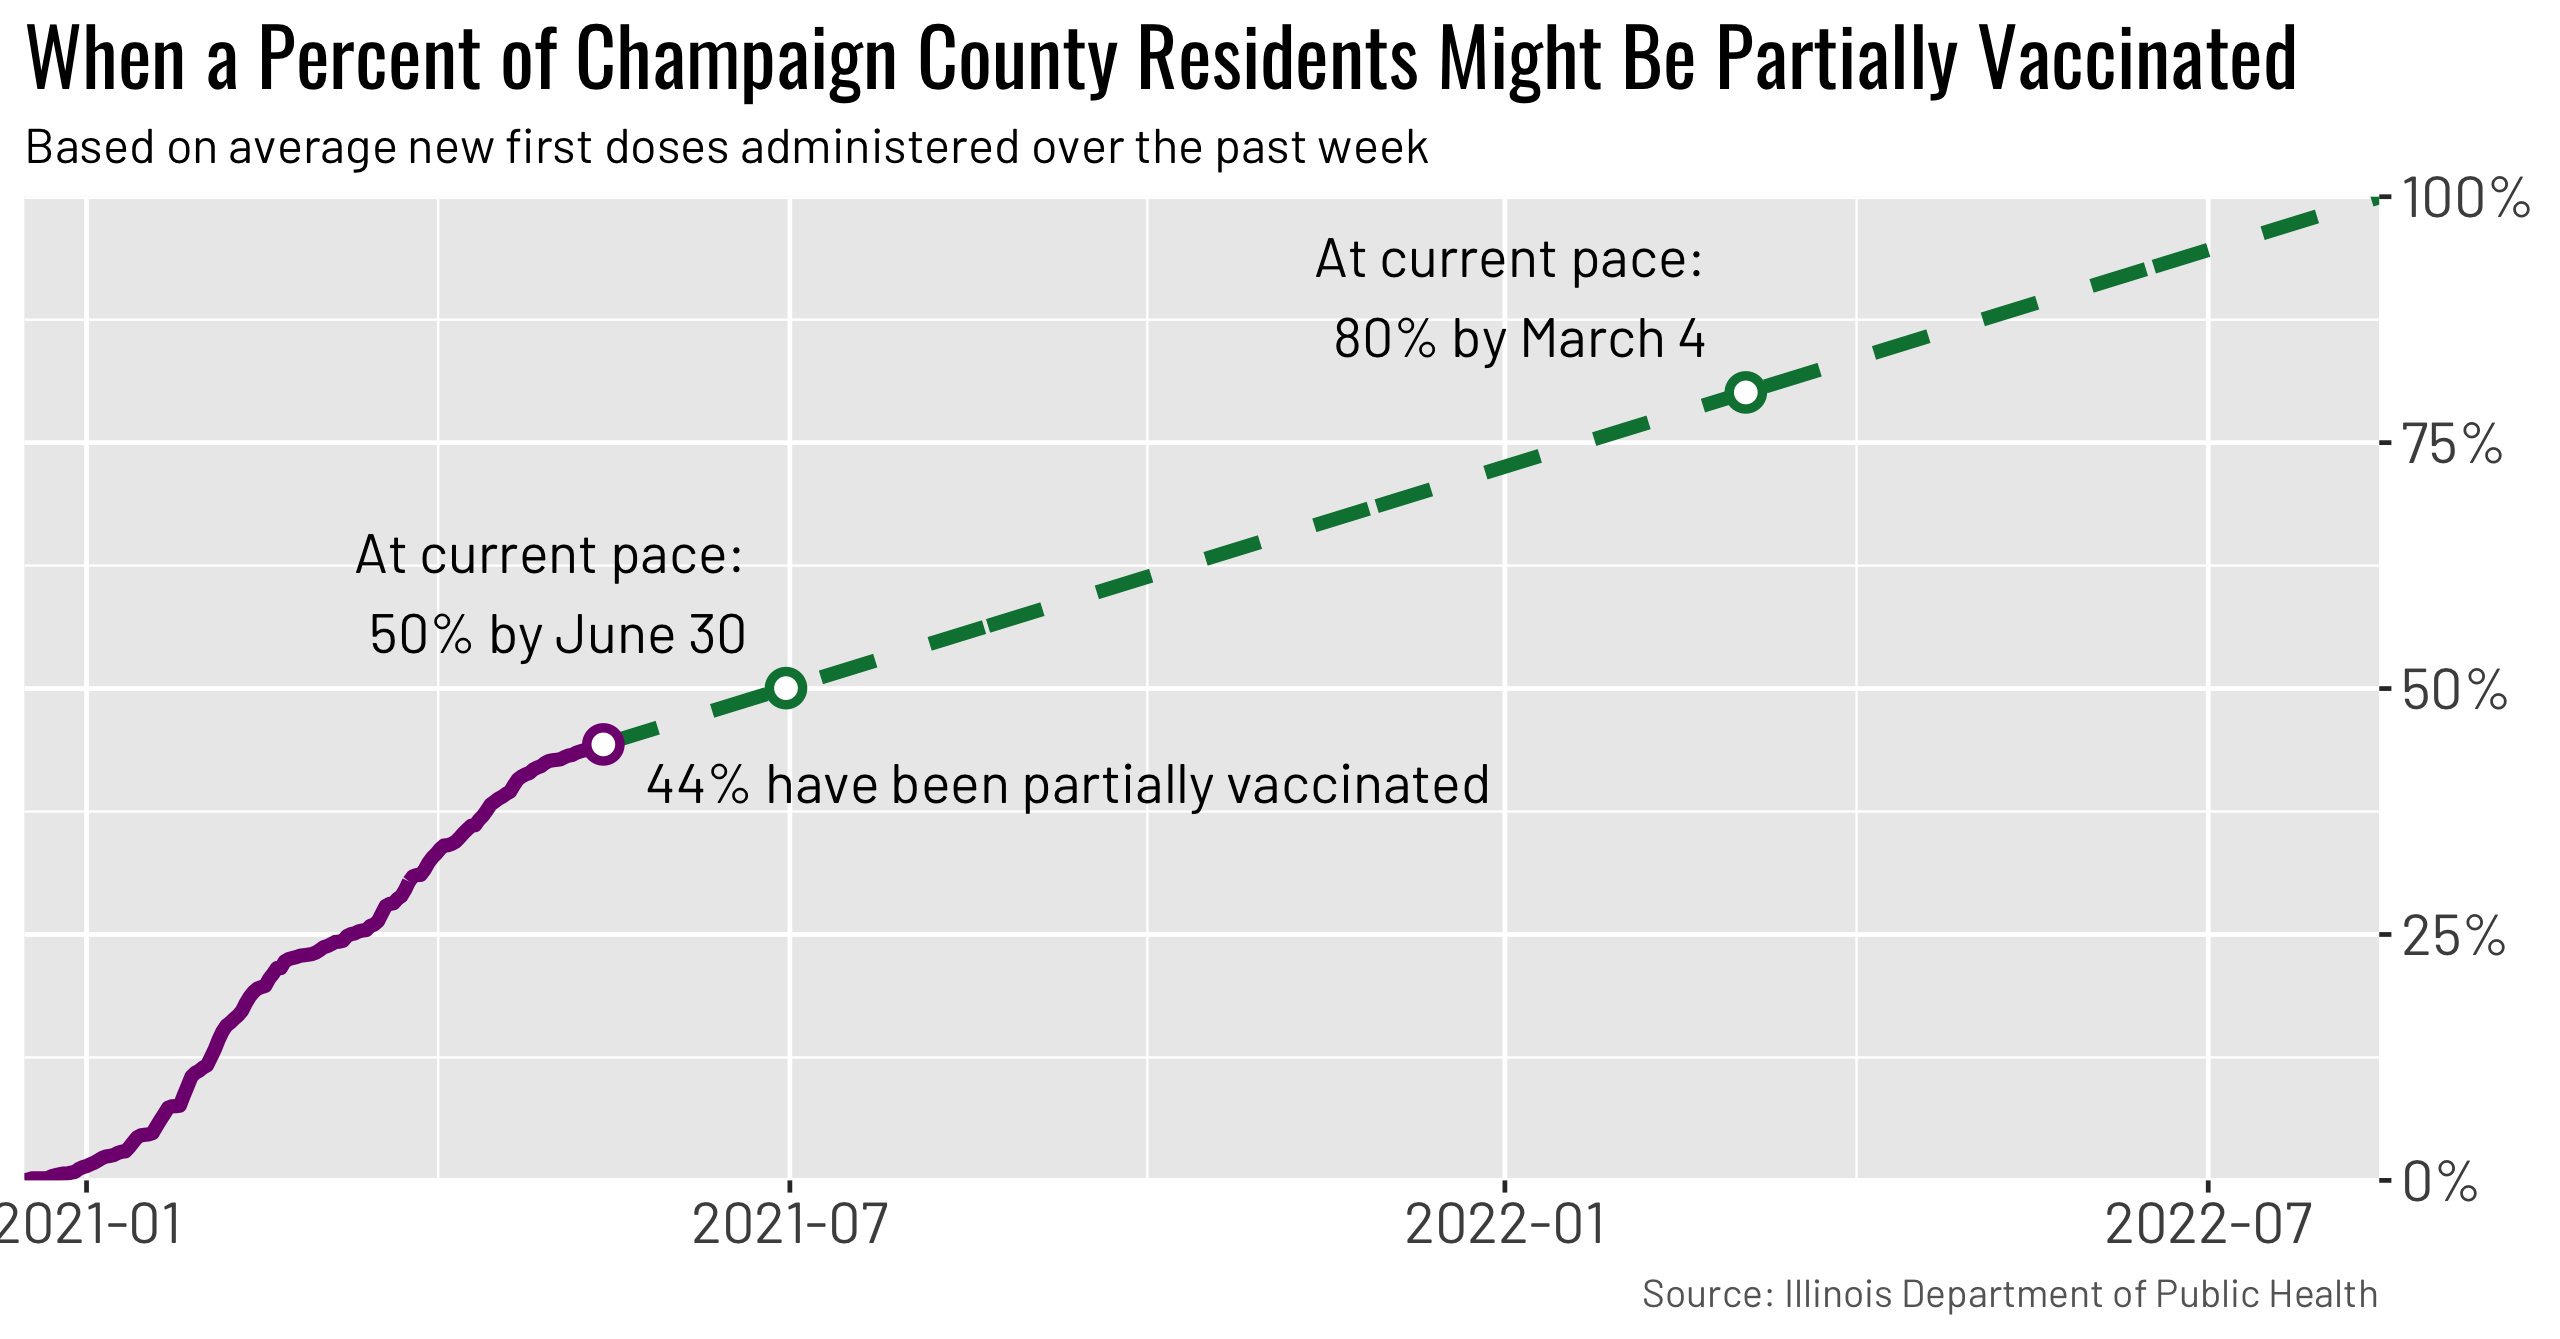 When a Percent of Champaign County Residents Might Be Partially Vaccinated
Based on average new first doses administered over the past week
100%
At current pace:
80% by March 4
75%
At current pace:
50% by June 30
50%
44% have been partially vaccinated
25%
0%
2021-01
2021-07
2022-01
2022-07
Source: Illinois Department of Public Health